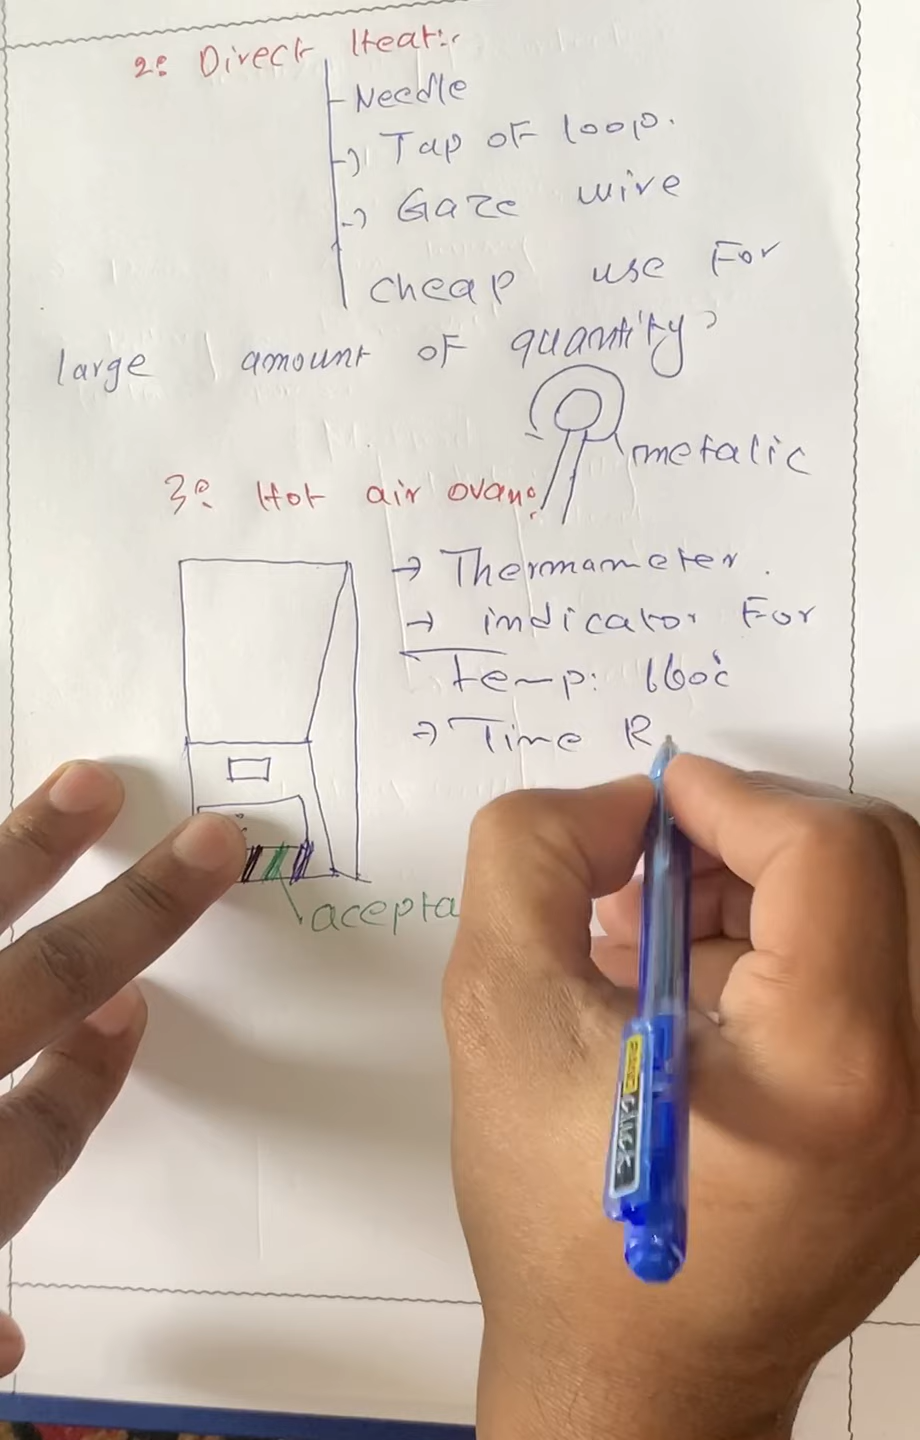 2: Direct Heat:
Needle
→ Tap of loop.
→ Gaze wire
cheap use For
large amount of quantity
metalic
3: Hot air ovan:
→ Thermameter.
→ indicator For
temp: 160°c
→ Time R
acepta
CLICK